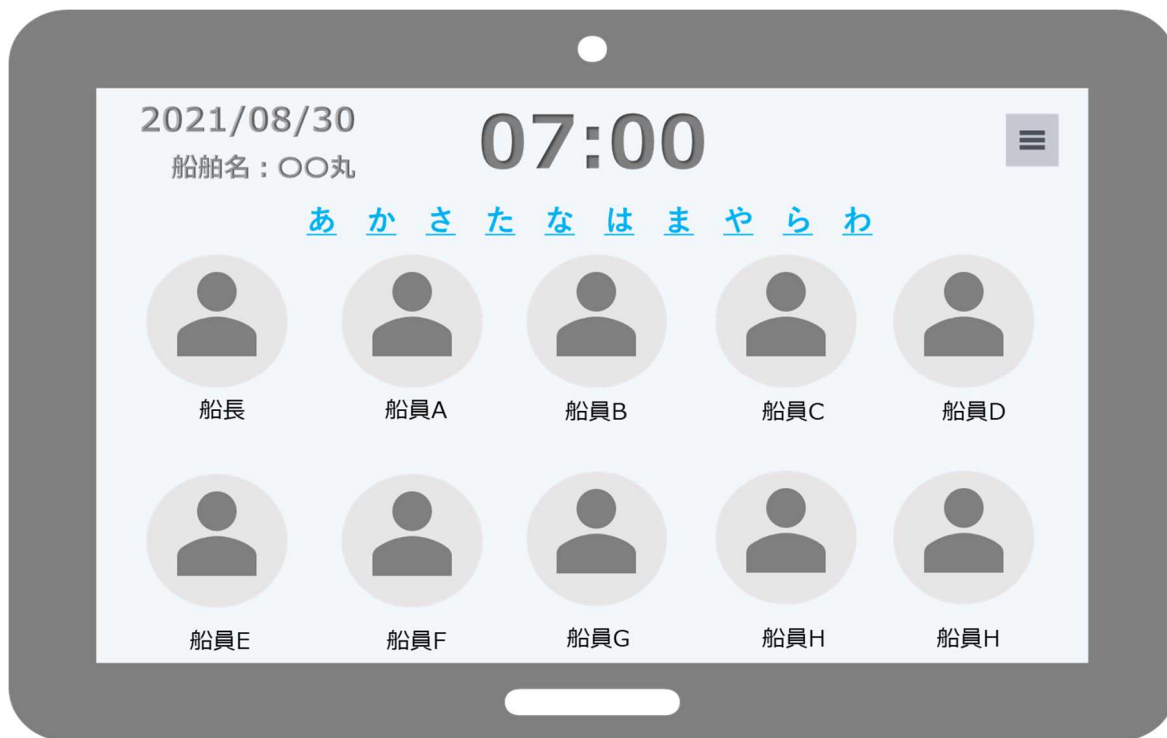 2021/08/30
07:00
船舶名：〇〇丸
あ か さ た な は ま や ら わ
船長 船員A 船員B 船員C 船員D
船員E 船員F 船員G 船員H 船員H